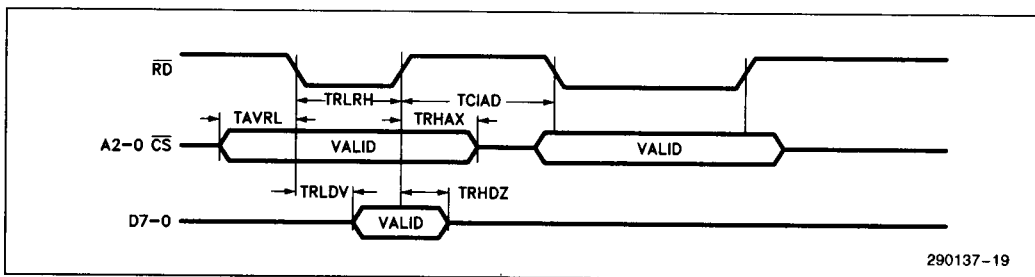 RD
TRLRH TCIAD
TAVRL TRHAX
A2-0 CS VALID VALID
TRLDV TRHDZ
D7-0 VALID
290137-19